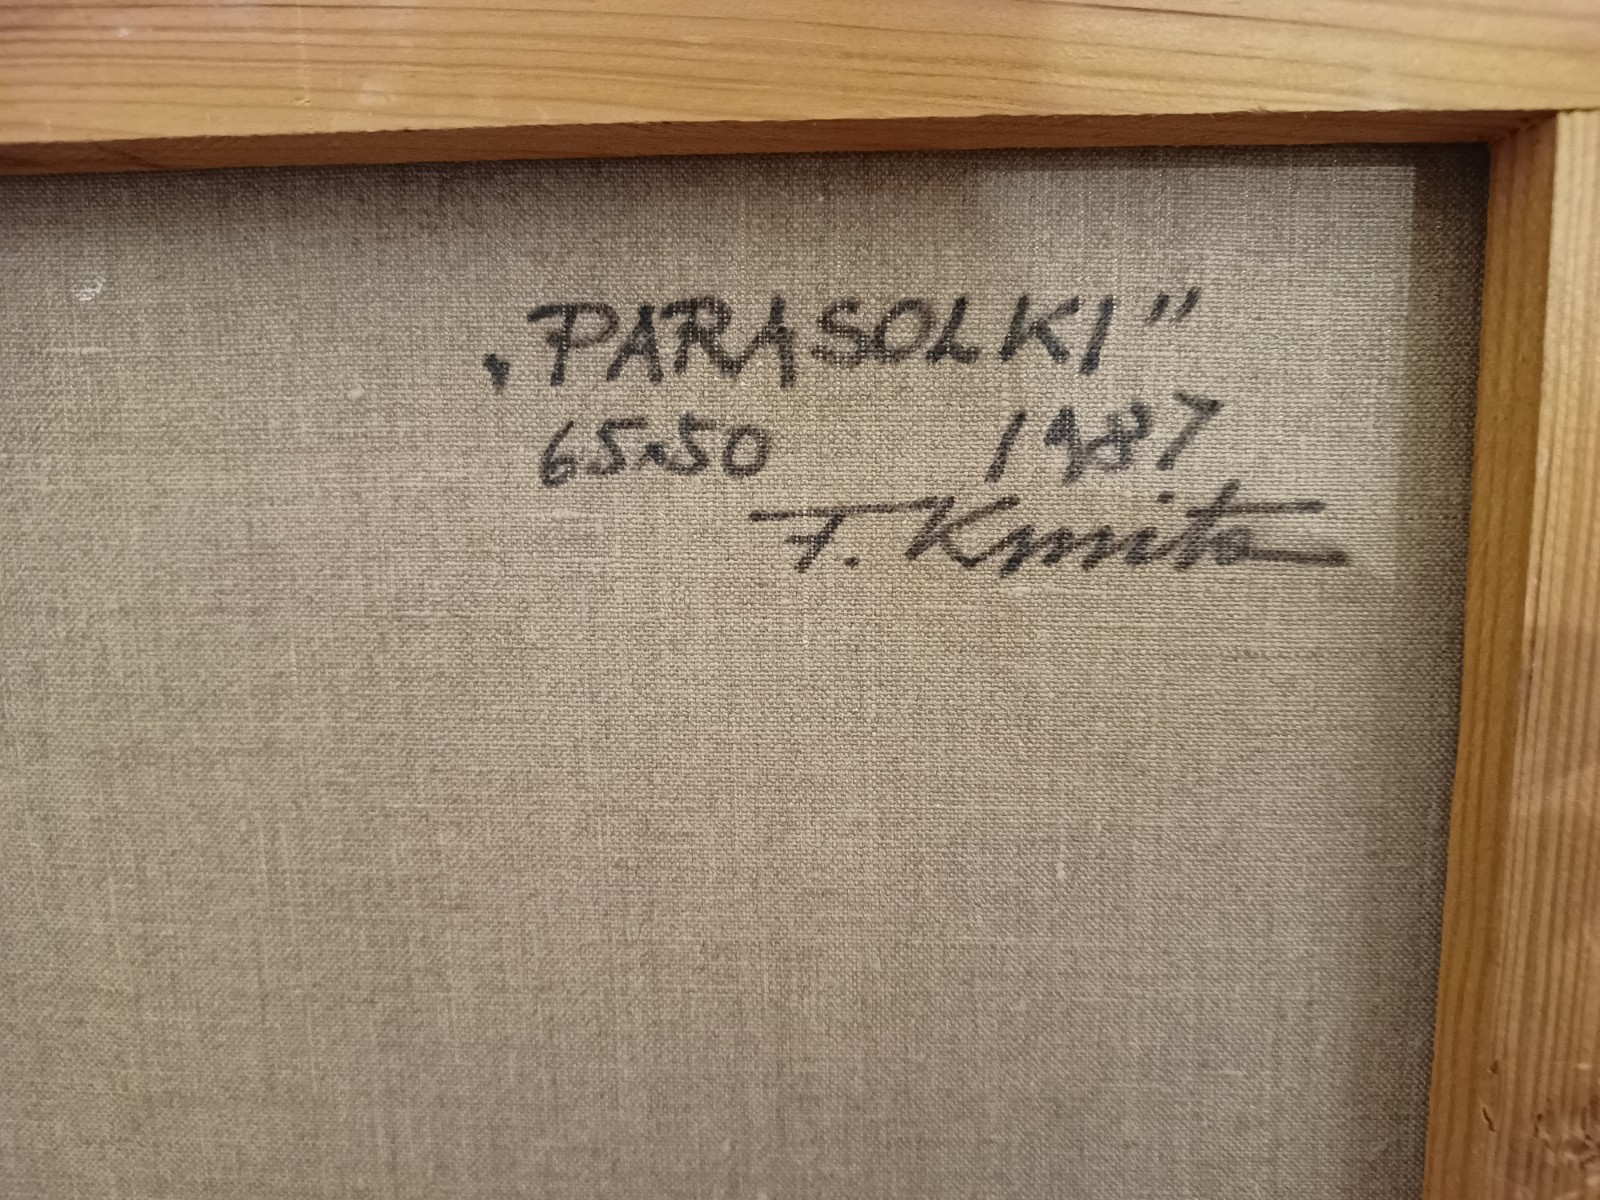 „PARASOLKI”
65x50 1987
T. Kmita